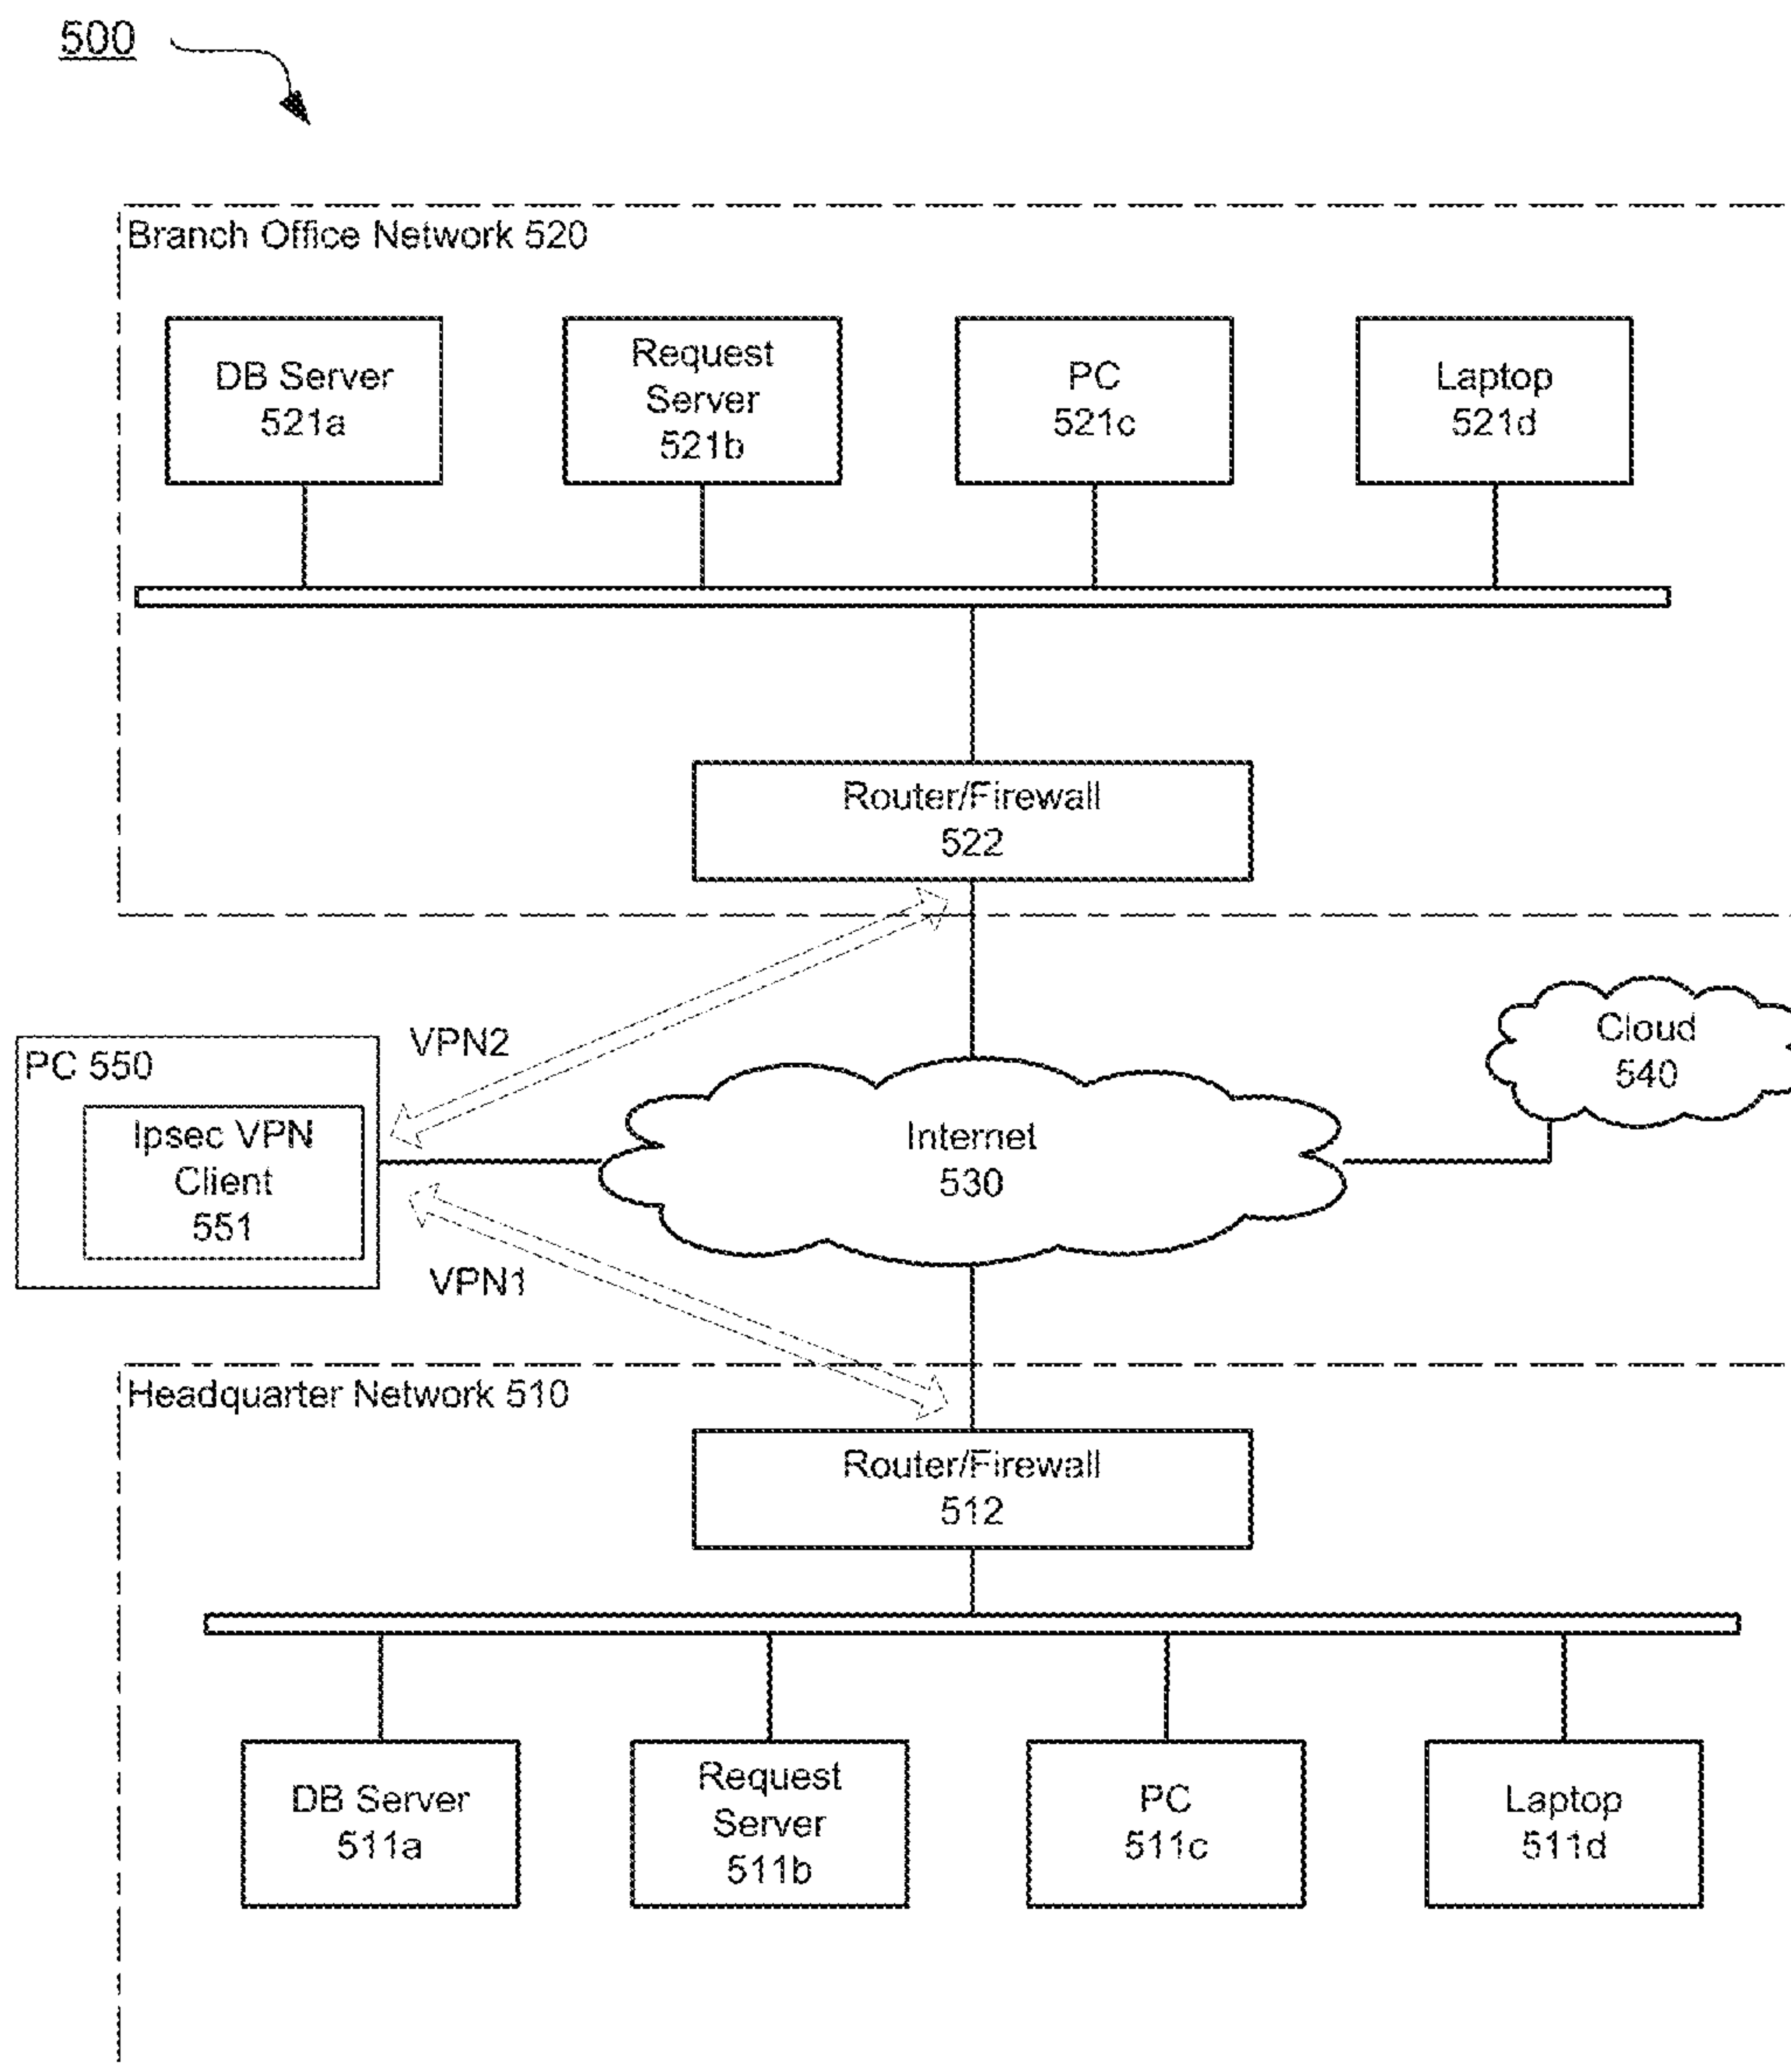 500
Branch Office Network 520
DB Server
521a
Request
Server
521b
PC
521c
Laptop
521d
Router/Firewall
522
VPN2
Cloud
540
PC 550
Ipsec VPN
Client
551
Internet
530
VPN1
Headquarter Network 510
Router/Firewall
512
DB Server
511a
Request
Server
511b
PC
511c
Laptop
511d